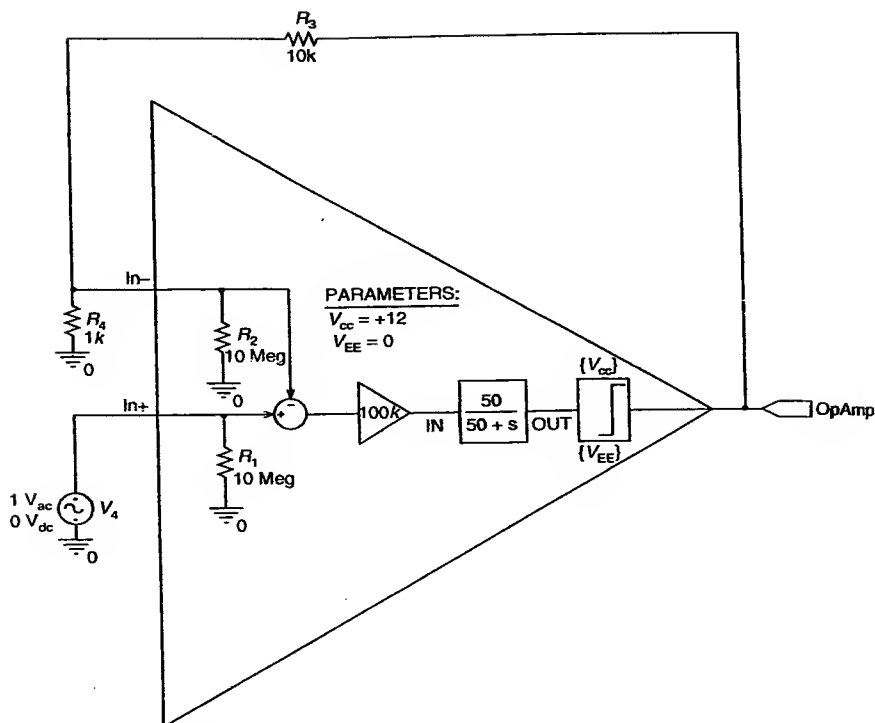 R3
10k
In–
R4
1k
0
R2
10 Meg
0
PARAMETERS:
Vcc = +12
VEE = 0
In+
+
-
100k
IN
50
50 + s
OUT
{Vcc}
{VEE}
OpAmp
R1
10 Meg
0
1 Vac
0 Vdc
V4
0